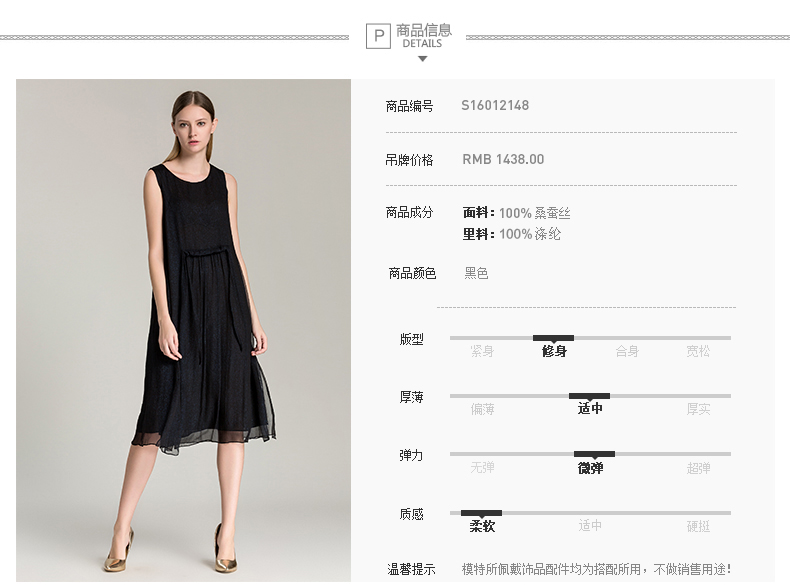 P 商品信息
DETAILS
商品编号 S16012148
吊牌价格 RMB 1438.00
商品成分 面料：100% 桑蚕丝
里料：100% 涤纶
商品颜色 黑色
版型
紧身 修身 合身 宽松
厚薄
偏薄 适中 厚实
弹力
无弹 微弹 超弹
质感
柔软 适中 硬挺
温馨提示 模特所佩戴饰品配件均为搭配所用，不做销售用途！